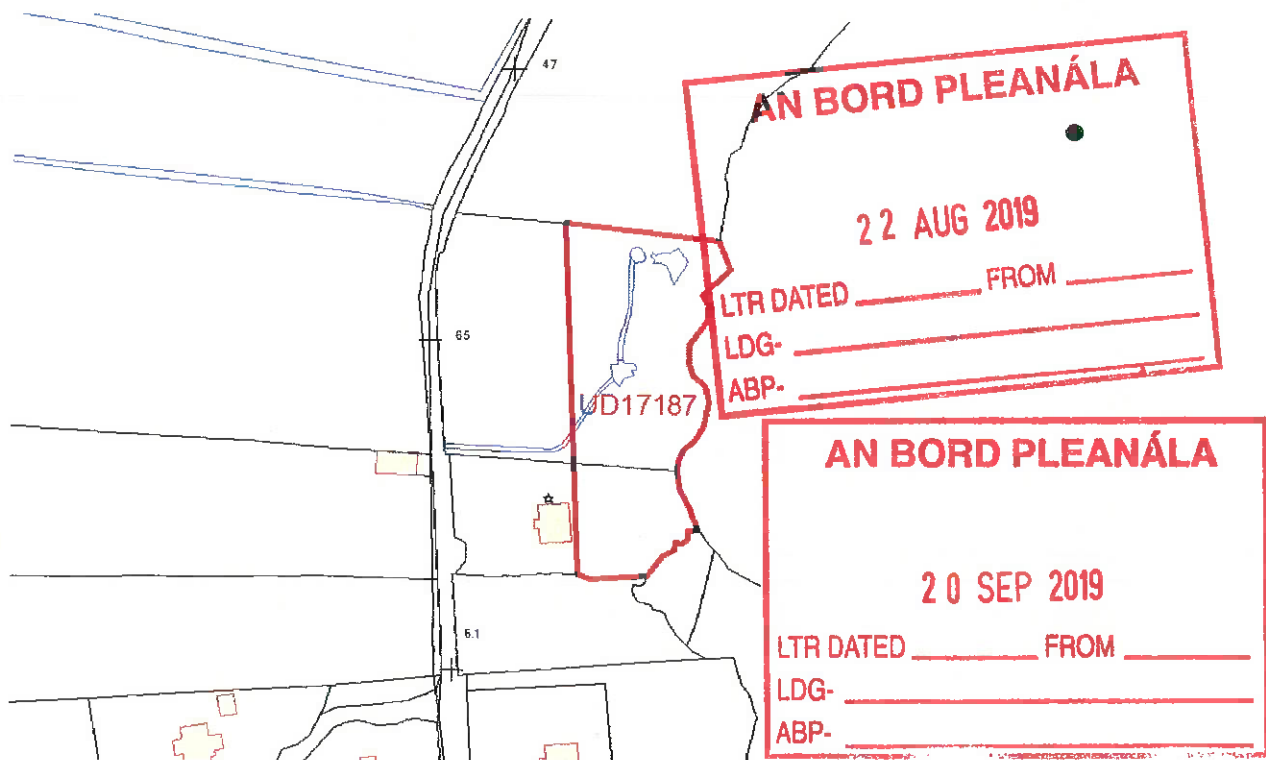 47
AN BORD PLEANÁLA
22 AUG 2019
LTR DATED FROM
LDG-
ABP-
65
UD17187
AN BORD PLEANÁLA
20 SEP 2019
LTR DATED FROM
LDG-
ABP-
6.1